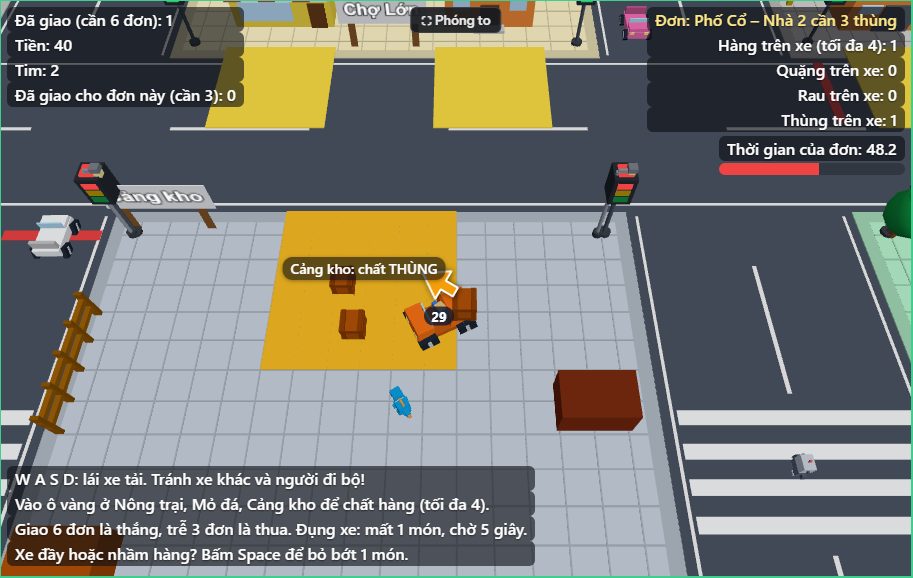 Đã giao (cần 6 đơn): 1
Tiền: 40
Tim: 2
Đã giao cho đơn này (cần 3): 0
Chợ Lớn
Phóng to
Đơn: Phố Cổ – Nhà 2 cần 3 thùng
Hàng trên xe (tối đa 4): 1
Quặng trên xe: 0
Rau trên xe: 0
Thùng trên xe: 1
Thời gian của đơn: 48.2
Cảng kho
Cảng kho: chất THÙNG
29
W A S D: lái xe tải. Tránh xe khác và người đi bộ!
Vào ô vàng ở Nông trại, Mỏ đá, Cảng kho để chất hàng (tối đa 4).
Giao 6 đơn là thắng, trễ 3 đơn là thua. Đụng xe: mất 1 món, chờ 5 giây.
Xe đầy hoặc nhầm hàng? Bấm Space để bỏ bớt 1 món.